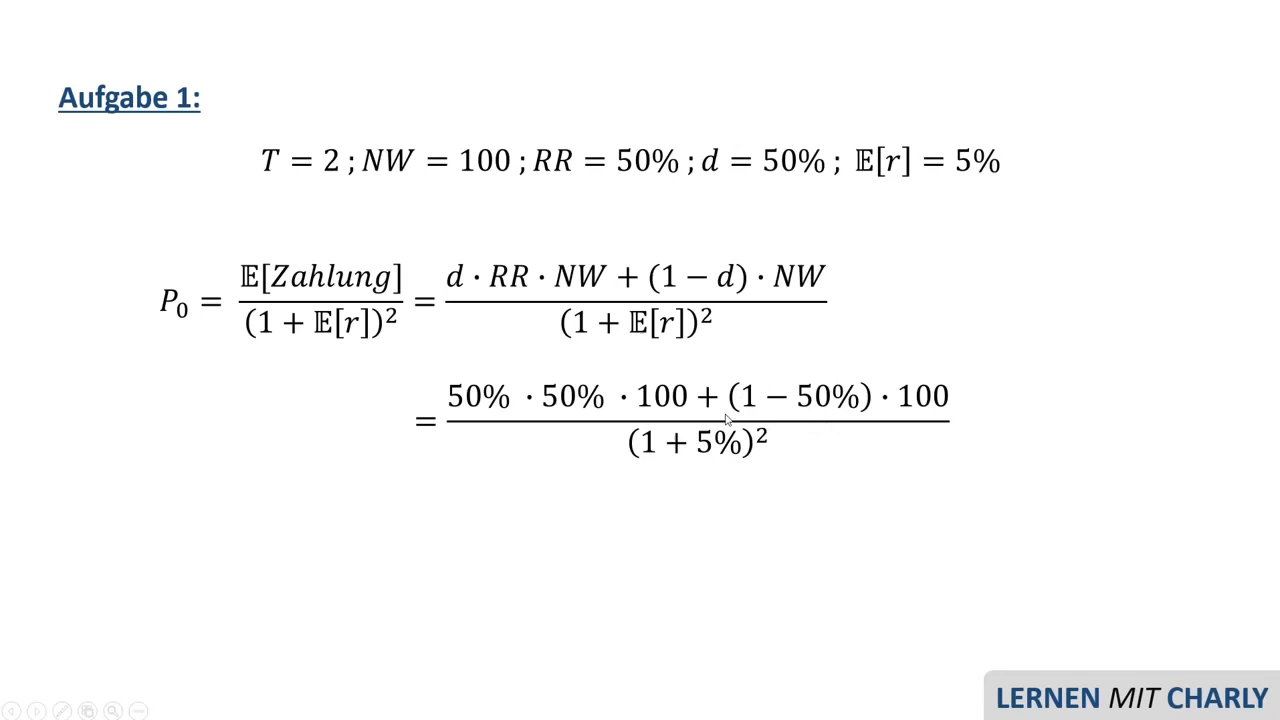 Aufgabe 1:
T = 2 ; NW = 100 ; RR = 50% ; d = 50% ; 𝔼[r] = 5%
P₀ = 𝔼[Zahlung] / (1 + 𝔼[r])² = d · RR · NW + (1 − d) · NW / (1 + 𝔼[r])²
= 50% · 50% · 100 + (1 − 50%) · 100 / (1 + 5%)²
LERNEN MIT CHARLY